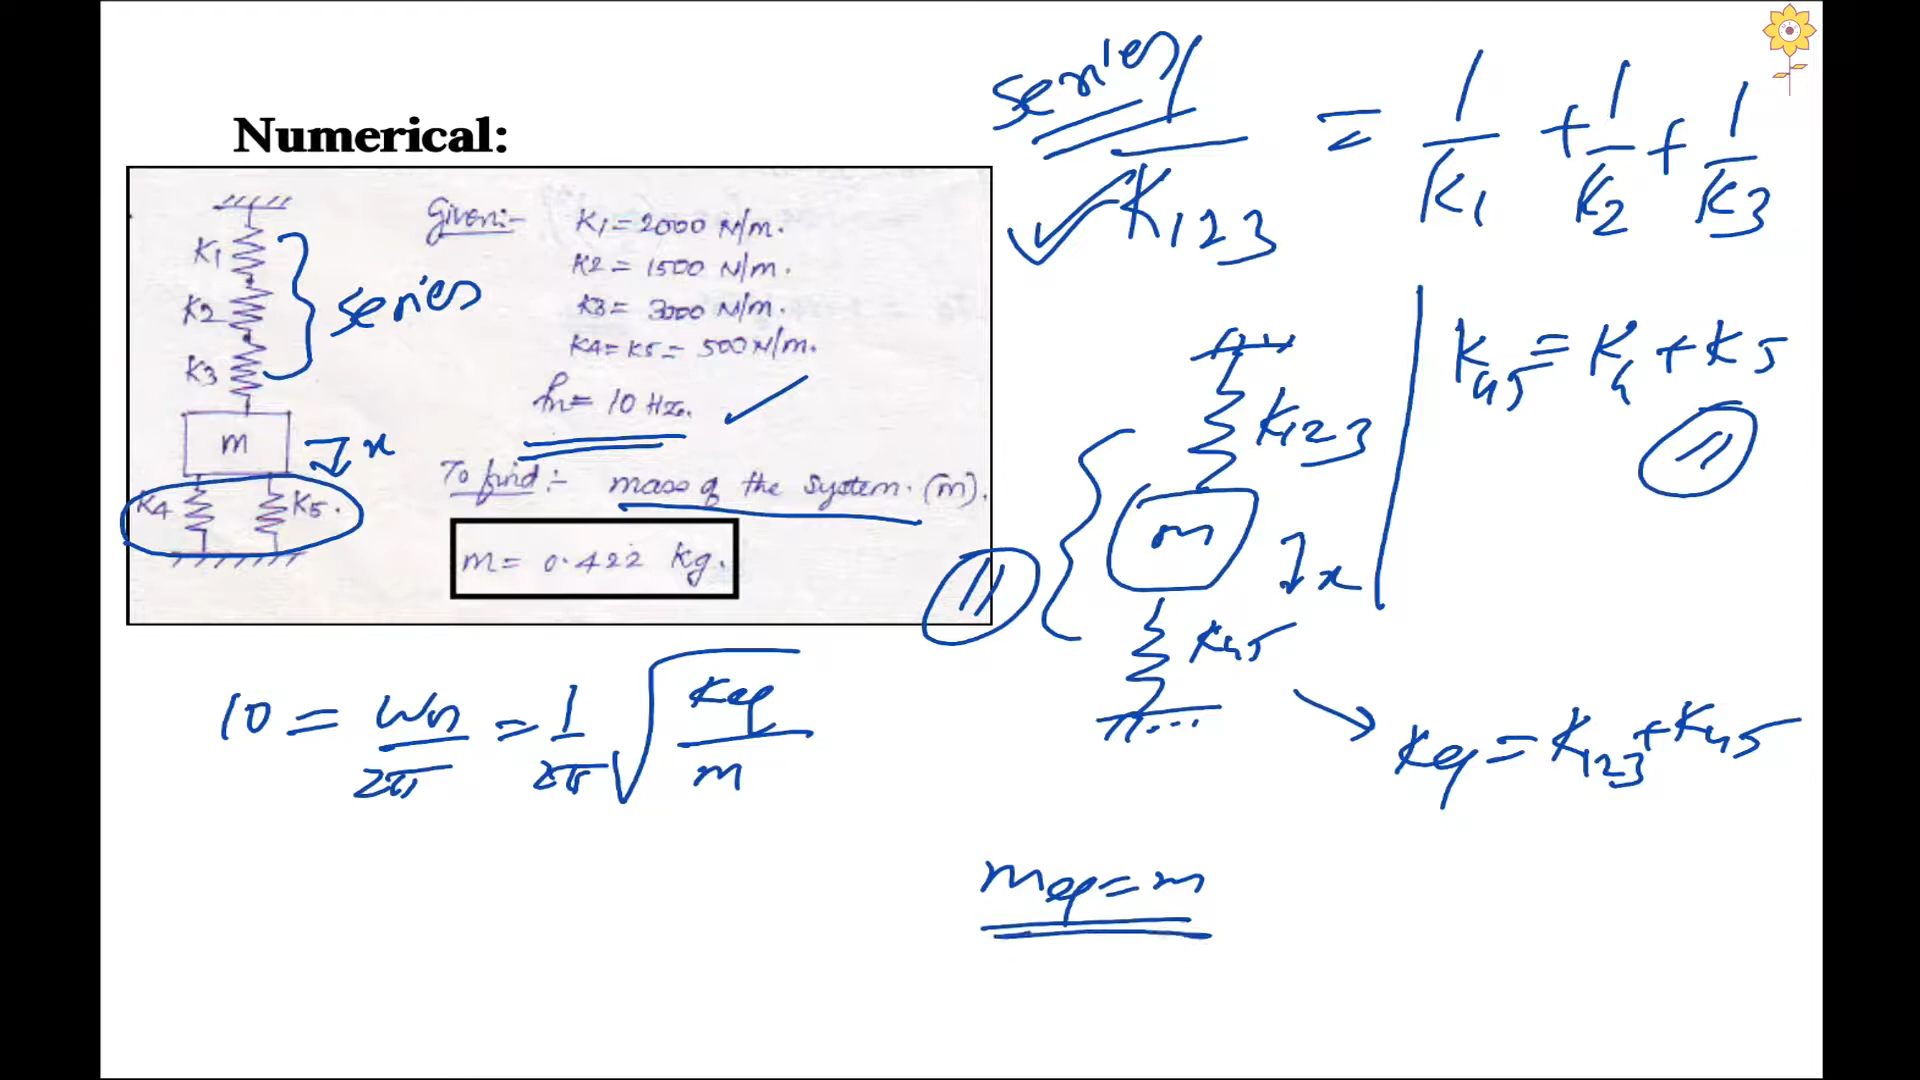 Numerical:
K1
K2
K3
m
K4
K5.
series
x
Given:- K1 = 2000 N/m.
K2 = 1500 N/m.
K3 = 3000 N/m.
K4 = K5 = 500 N/m.
fn = 10 Hz.
To find:- mass of the system. (m).
m = 0.422 kg.
series
1/K123 = 1/K1 + 1/K2 + 1/K3
K123
m
x
K45
||
K45 = K4 + K5
||
Keq = K123 + K45
10 = ωn/2π = 1/2π √Keq/m
meq = m